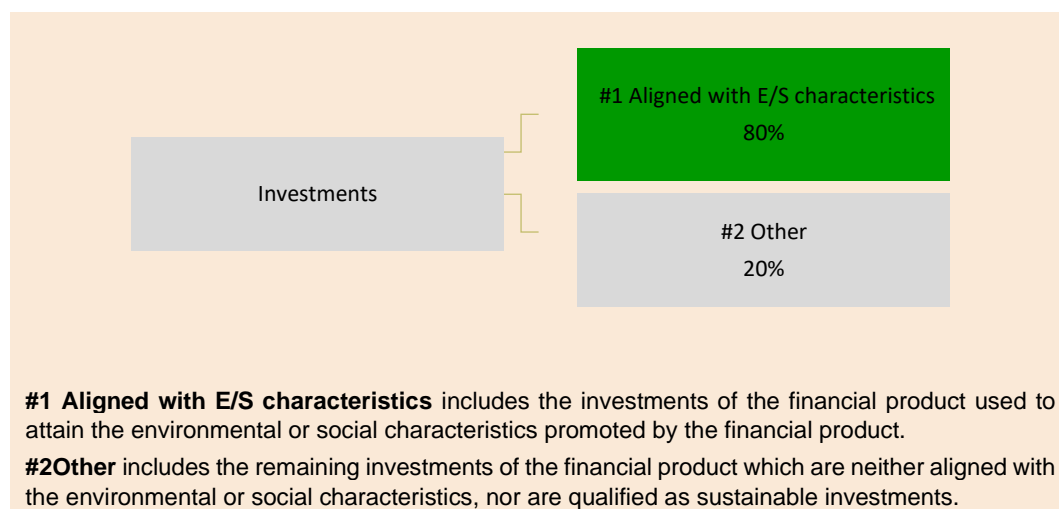 #1 Aligned with E/S characteristics
80%
Investments
#2 Other
20%
#1 Aligned with E/S characteristics includes the investments of the financial product used to
attain the environmental or social characteristics promoted by the financial product.
#2Other includes the remaining investments of the financial product which are neither aligned with
the environmental or social characteristics, nor are qualified as sustainable investments.